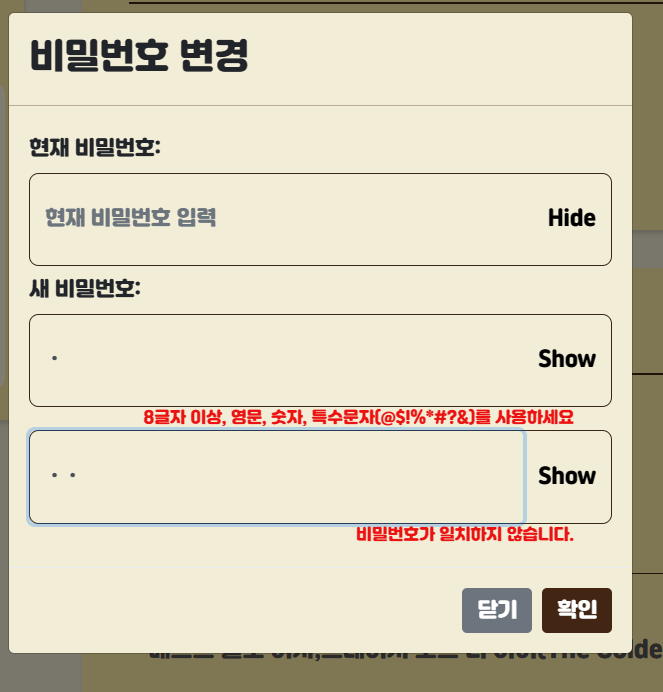 비밀번호 변경
현재 비밀번호:
현재 비밀번호 입력 Hide
새 비밀번호:
Show
8글자 이상, 영문, 숫자, 특수문자(@$!%*#?&)를 사용하세요
Show
비밀번호가 일치하지 않습니다.
닫기 확인